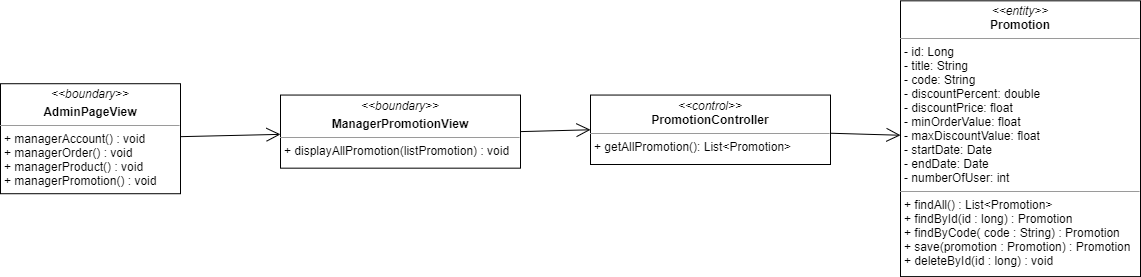 <<boundary>>
AdminPageView
+ managerAccount() : void
+ managerOrder() : void
+ managerProduct() : void
+ managerPromotion() : void
<<boundary>>
ManagerPromotionView
+ displayAllPromotion(listPromotion) : void
<<control>>
PromotionController
+ getAllPromotion(): List<Promotion>
<<entity>>
Promotion
- id: Long
- title: String
- code: String
- discountPercent: double
- discountPrice: float
- minOrderValue: float
- maxDiscountValue: float
- startDate: Date
- endDate: Date
- numberOfUser: int
+ findAll() : List<Promotion>
+ findById(id : long) : Promotion
+ findByCode( code : String) : Promotion
+ save(promotion : Promotion) : Promotion
+ deleteById(id : long) : void